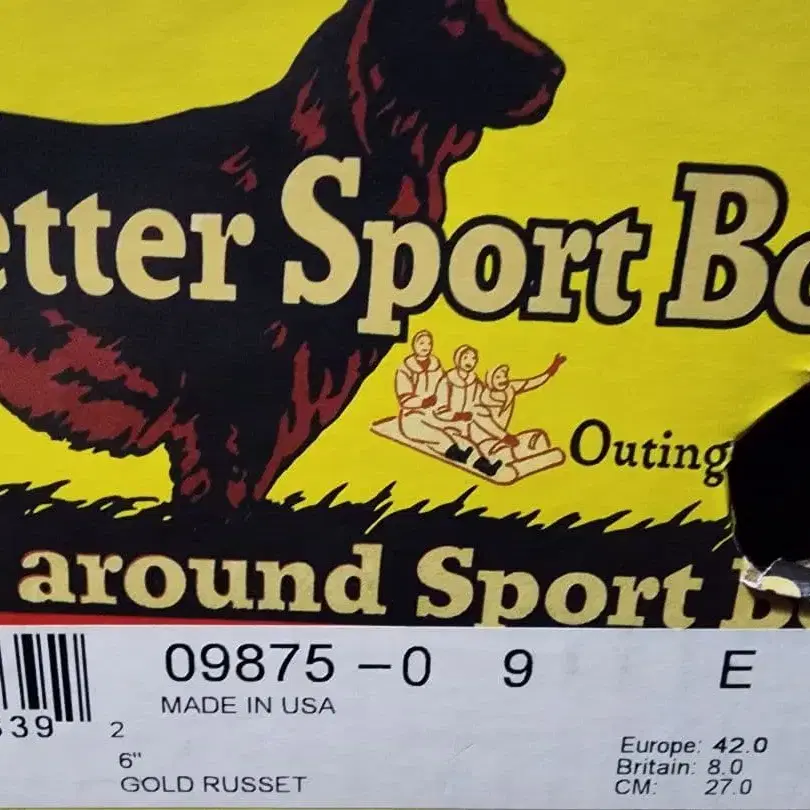 etter Sport Bo
Outing
around Sport B
09875 -0 9 E
MADE IN USA
39 2
6"
GOLD RUSSET
Europe: 42.0
Britain: 8.0
CM: 27.0